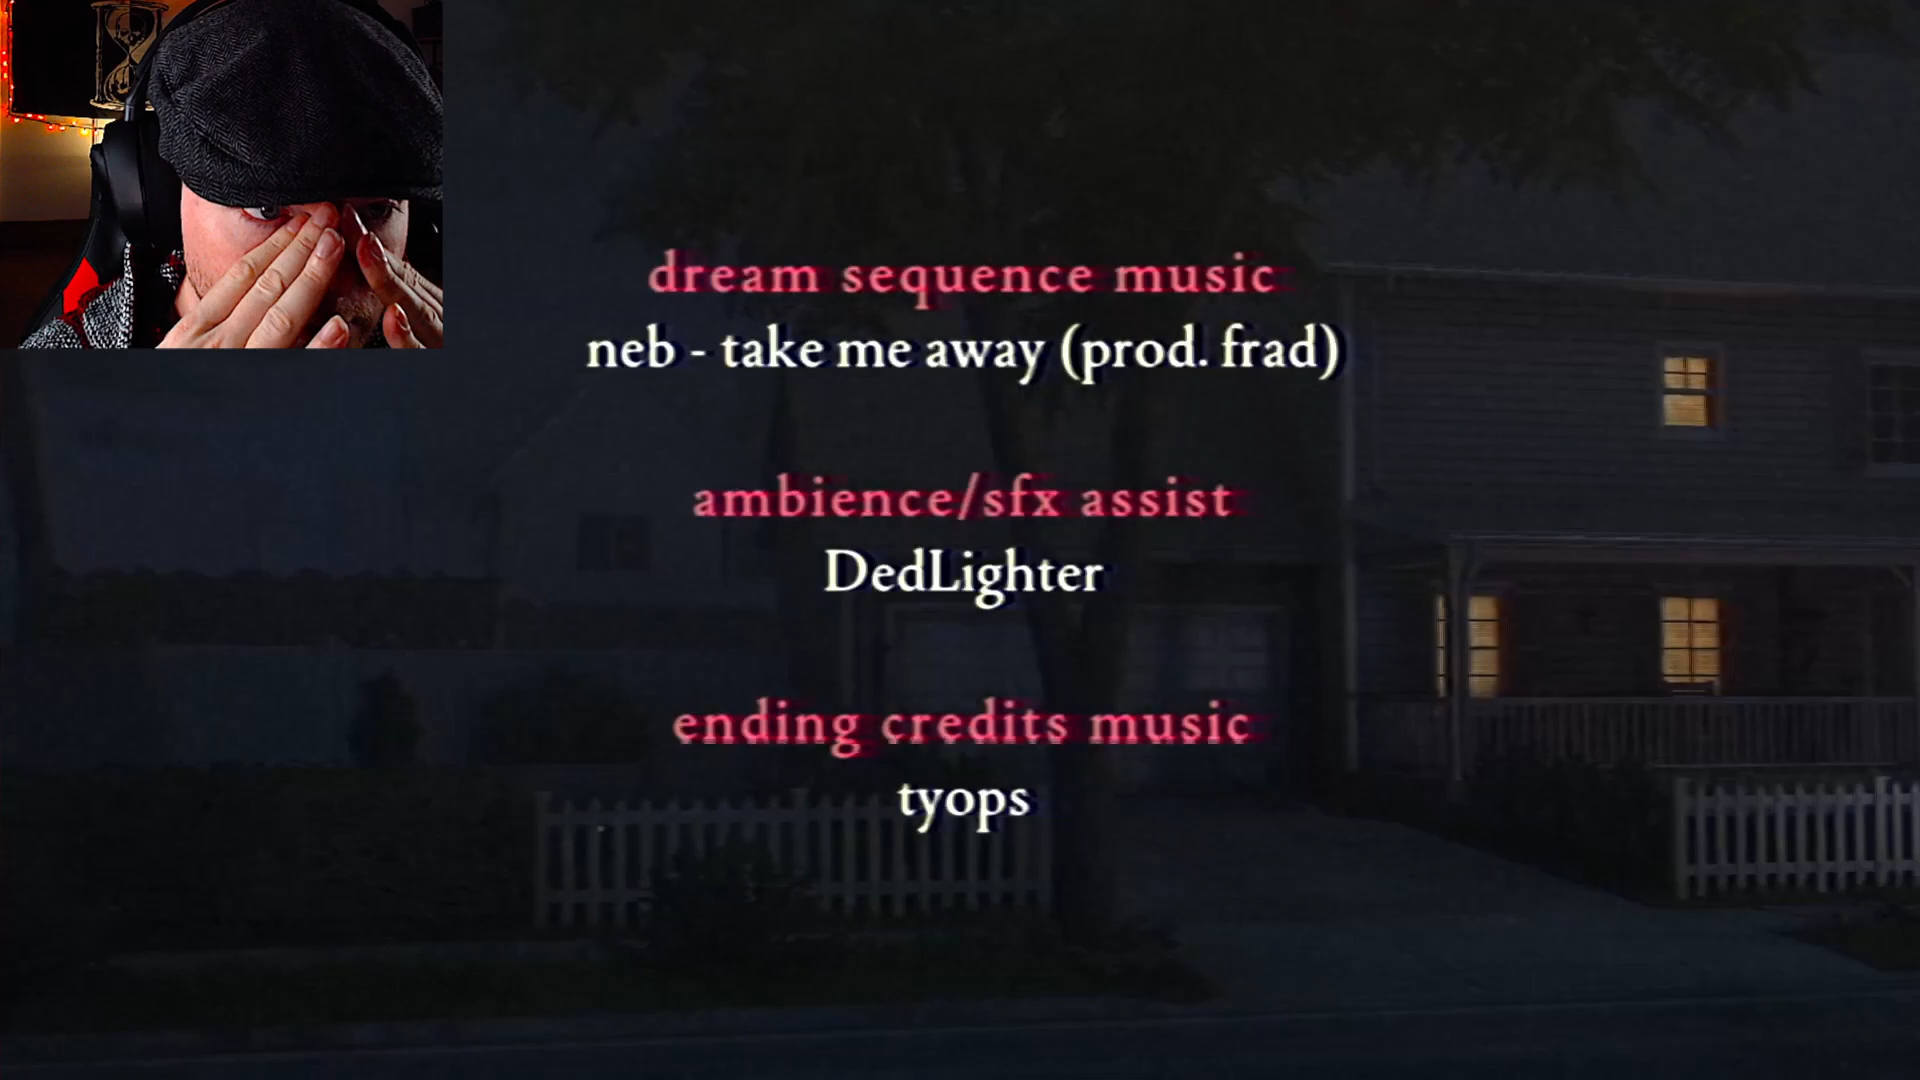 dream sequence music
neb - take me away (prod. frad)
ambience/sfx assist
DedLighter
ending credits music
tyops